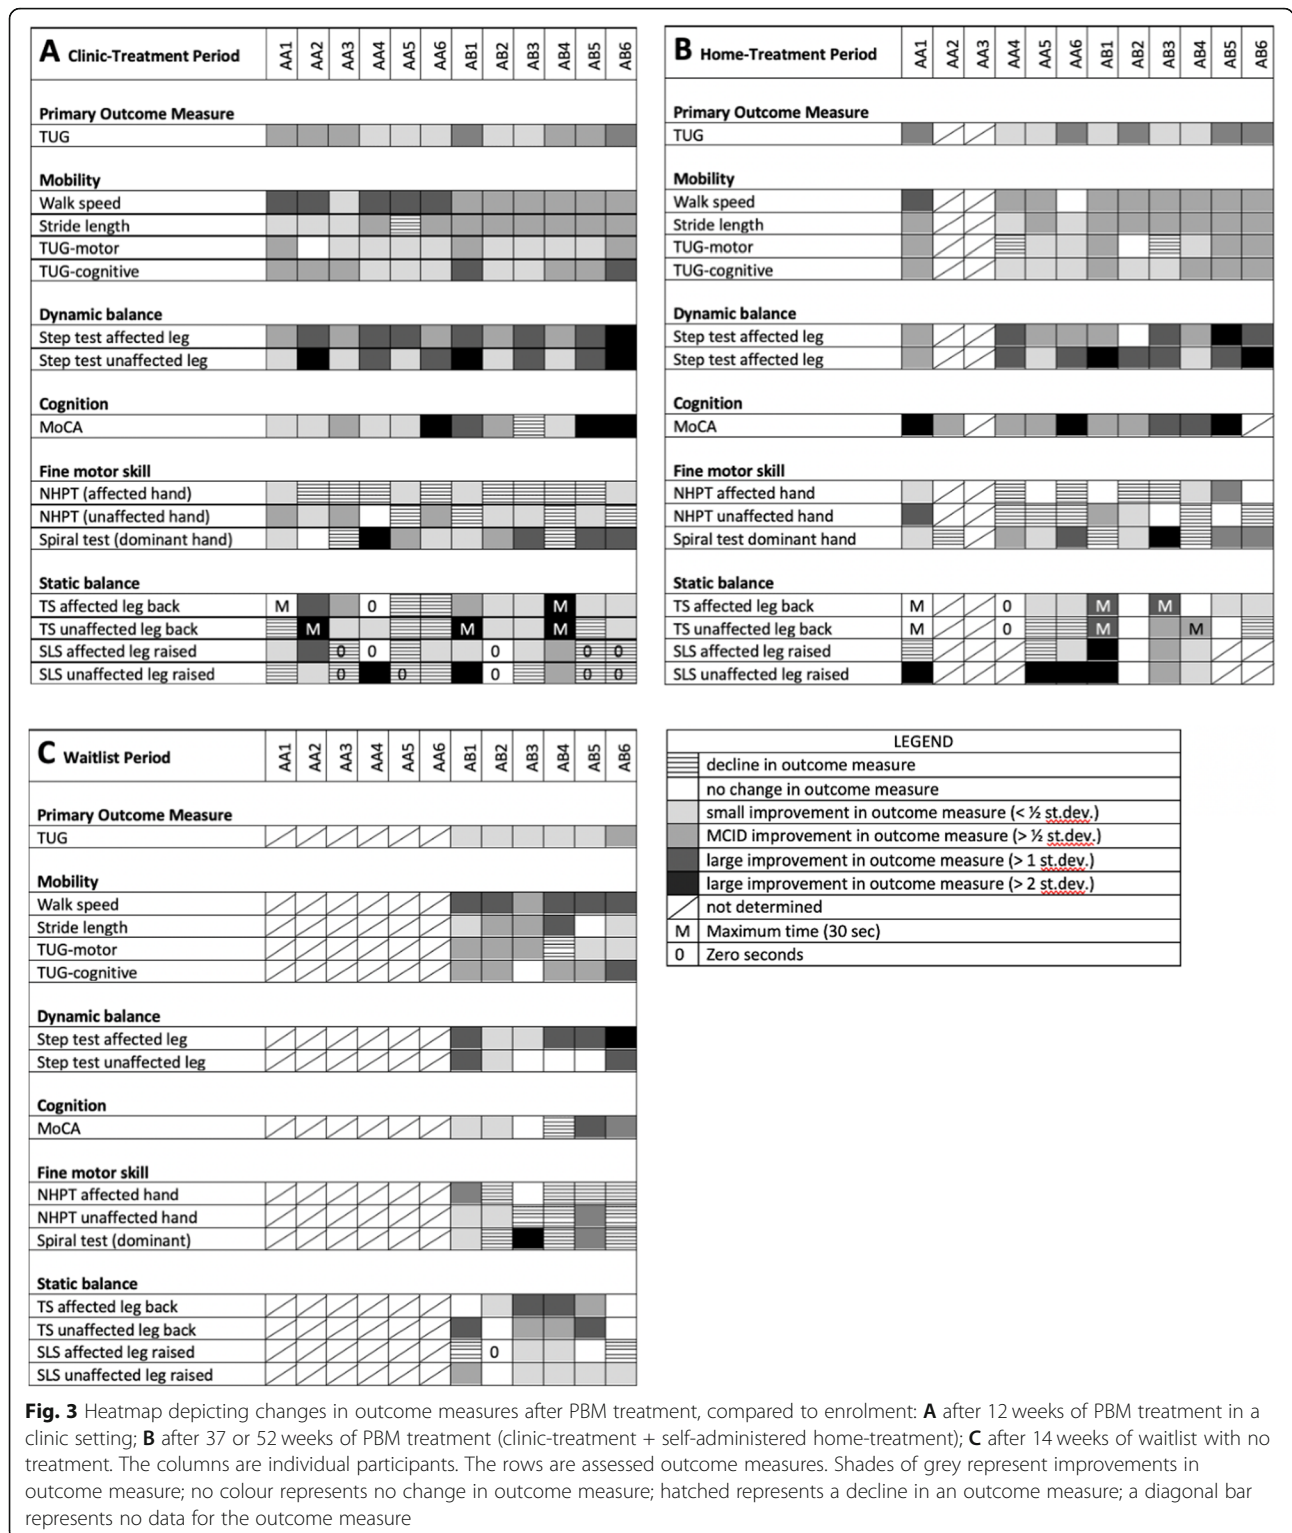 A Clinic-Treatment Period AA1 AA2 AA3 AA4 AA5 AA6 AB1 AB2 AB3 AB4 AB5 AB6
Primary Outcome Measure
TUG
Mobility
Walk speed
Stride length
TUG-motor
TUG-cognitive
Dynamic balance
Step test affected leg
Step test unaffected leg
Cognition
MoCA
Fine motor skill
NHPT (affected hand)
NHPT (unaffected hand)
Spiral test (dominant hand)
Static balance
TS affected leg back M 0 M
TS unaffected leg back M M M
SLS affected leg raised 0 0 0 0 0
SLS unaffected leg raised 0 0 0 0 0
B Home-Treatment Period AA1 AA2 AA3 AA4 AA5 AA6 AB1 AB2 AB3 AB4 AB5 AB6
Primary Outcome Measure
TUG
Mobility
Walk speed
Stride length
TUG-motor
TUG-cognitive
Dynamic balance
Step test affected leg
Step test affected leg
Cognition
MoCA
Fine motor skill
NHPT affected hand
NHPT unaffected hand
Spiral test dominant hand
Static balance
TS affected leg back M 0 M M
TS unaffected leg back M 0 M M
SLS affected leg raised
SLS unaffected leg raised
C Waitlist Period AA1 AA2 AA3 AA4 AA5 AA6 AB1 AB2 AB3 AB4 AB5 AB6
Primary Outcome Measure
TUG
Mobility
Walk speed
Stride length
TUG-motor
TUG-cognitive
Dynamic balance
Step test affected leg
Step test unaffected leg
Cognition
MoCA
Fine motor skill
NHPT affected hand
NHPT unaffected hand
Spiral test (dominant)
Static balance
TS affected leg back
TS unaffected leg back
SLS affected leg raised 0
SLS unaffected leg raised
LEGEND
decline in outcome measure
no change in outcome measure
small improvement in outcome measure (< ½ st.dev.)
MCID improvement in outcome measure (> ½ st.dev.)
large improvement in outcome measure (> 1 st.dev.)
large improvement in outcome measure (> 2 st.dev.)
not determined
M Maximum time (30 sec)
0 Zero seconds
Fig. 3 Heatmap depicting changes in outcome measures after PBM treatment, compared to enrolment: A after 12 weeks of PBM treatment in a
clinic setting; B after 37 or 52 weeks of PBM treatment (clinic-treatment + self-administered home-treatment); C after 14 weeks of waitlist with no
treatment. The columns are individual participants. The rows are assessed outcome measures. Shades of grey represent improvements in
outcome measure; no colour represents no change in outcome measure; hatched represents a decline in an outcome measure; a diagonal bar
represents no data for the outcome measure